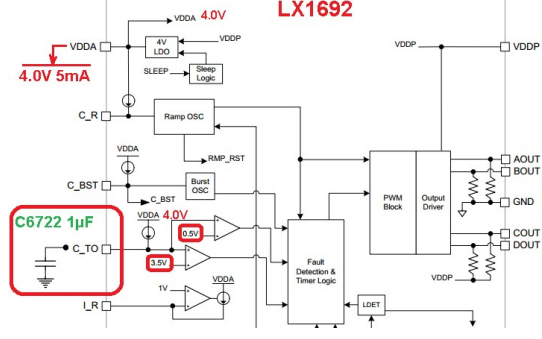 LX1692
VDDA 4.0V
VDDA
4.0V 5mA
4V
LDO
VDDP
SLEEP
Sleep
Logic
VDDP
VDDP
C_R
Ramp OSC
RMP_RST
VDDA
C_BST
Burst
OSC
C_BST
PWM
Block
Output
Driver
AOUT
BOUT
GND
COUT
DOUT
VDDP
C6722 1µF
C_TO
VDDA 4.0V
0.5V
3.5V
Fault
Detection &
Timer Logic
1V
VDDA
I_R
LDET